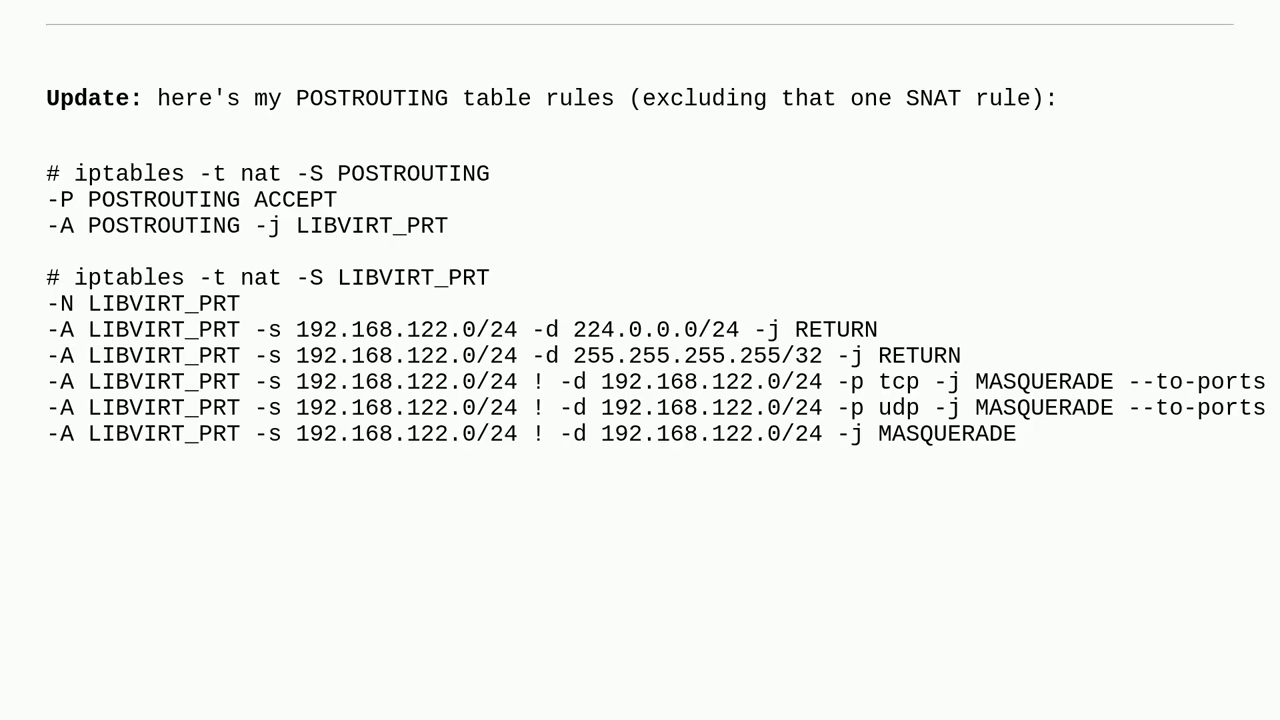 Update: here's my POSTROUTING table rules (excluding that one SNAT rule):
# iptables -t nat -S POSTROUTING
-P POSTROUTING ACCEPT
-A POSTROUTING -j LIBVIRT_PRT
# iptables -t nat -S LIBVIRT_PRT
-N LIBVIRT_PRT
-A LIBVIRT_PRT -s 192.168.122.0/24 -d 224.0.0.0/24 -j RETURN
-A LIBVIRT_PRT -s 192.168.122.0/24 -d 255.255.255.255/32 -j RETURN
-A LIBVIRT_PRT -s 192.168.122.0/24 ! -d 192.168.122.0/24 -p tcp -j MASQUERADE --to-ports
-A LIBVIRT_PRT -s 192.168.122.0/24 ! -d 192.168.122.0/24 -p udp -j MASQUERADE --to-ports
-A LIBVIRT_PRT -s 192.168.122.0/24 ! -d 192.168.122.0/24 -j MASQUERADE